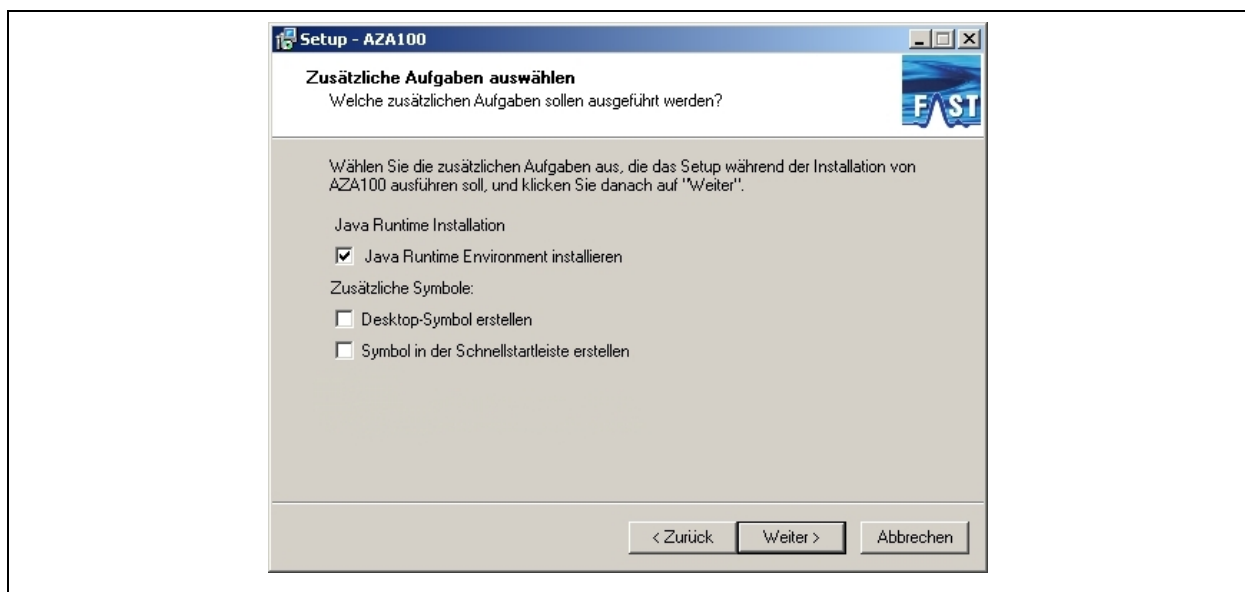 Setup - AZA100
Zusätzliche Aufgaben auswählen
Welche zusätzlichen Aufgaben sollen ausgeführt werden?
FAST
Wählen Sie die zusätzlichen Aufgaben aus, die das Setup während der Installation von
AZA100 ausführen soll, und klicken Sie danach auf "Weiter".
Java Runtime Installation
Java Runtime Environment installieren
Zusätzliche Symbole:
Desktop-Symbol erstellen
Symbol in der Schnellstartleiste erstellen
< Zurück Weiter > Abbrechen